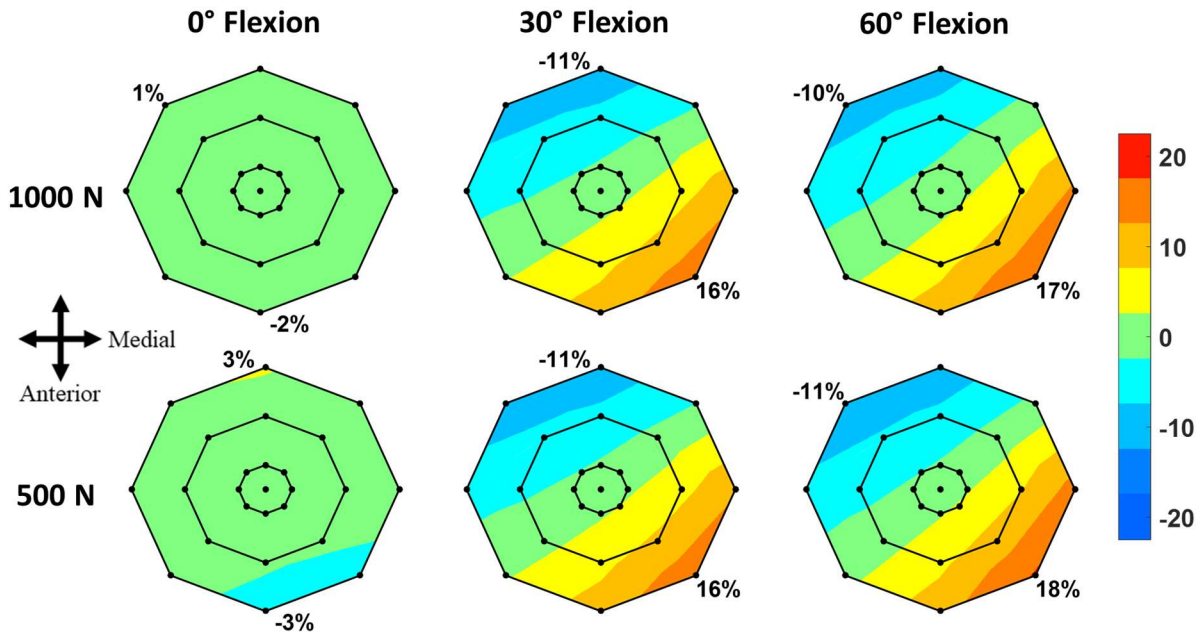 0° Flexion
30° Flexion
60° Flexion
1000 N
1%
-2%
-11%
16%
-10%
17%
Medial
Anterior
500 N
3%
-3%
-11%
16%
-11%
18%
20
10
0
-10
-20